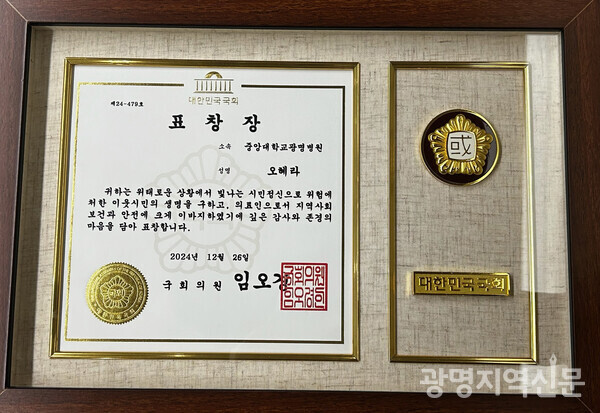 대한민국국회
제24-479호
표 창 장
소속 중앙대학교광명병원
성명 오혜라
귀하는 위태로운 상황에서 빛나는 시민정신으로 위험에
처한 이웃시민의 생명을 구하고, 의료인으로서 지역사회
보건과 안전에 크게 이바지하였기에 깊은 감사와 존경의
마음을 담아 표창합니다.
2024년 12월 26일
국회의원 임오경
國
대한민국국회
광명지역신문